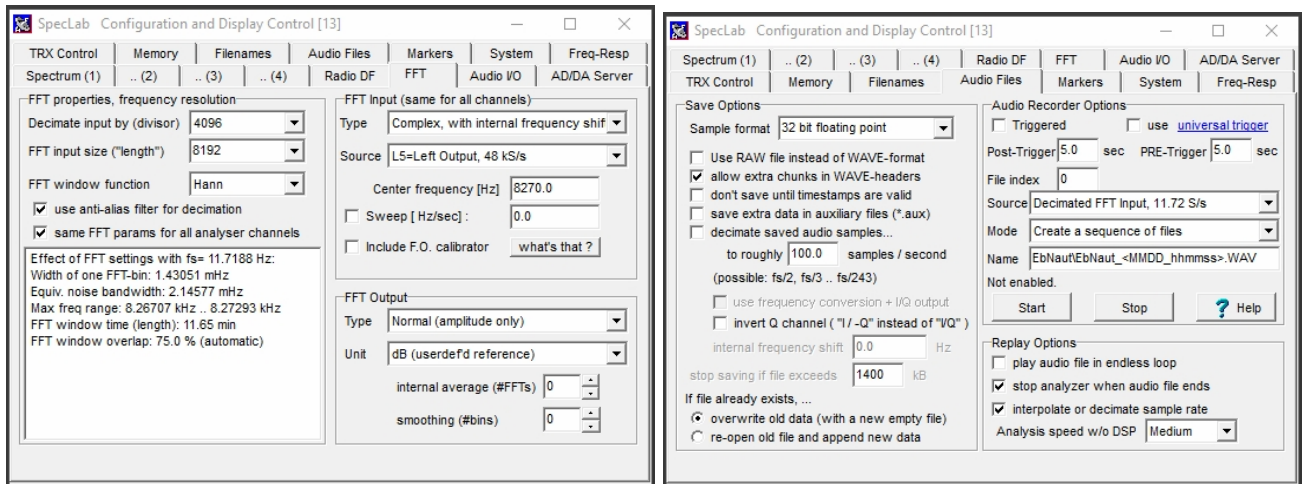 SpecLab Configuration and Display Control [13]
TRX Control Memory Filenames Audio Files Markers System Freq-Resp
Spectrum (1) .. (2) .. (3) .. (4) Radio DF FFT Audio I/O AD/DA Server
FFT properties, frequency resolution
Decimate input by (divisor) 4096
FFT input size ("length") 8192
FFT window function Hann
use anti-alias filter for decimation
same FFT params for all analyser channels
Effect of FFT settings with fs= 11.7188 Hz:
Width of one FFT-bin: 1.43051 mHz
Equiv. noise bandwidth: 2.14577 mHz
Max freq range: 8.26707 kHz .. 8.27293 kHz
FFT window time (length): 11.65 min
FFT window overlap: 75.0 % (automatic)
FFT Input (same for all channels)
Type Complex, with internal frequency shif
Source L5=Left Output, 48 kS/s
Center frequency [Hz] 8270.0
Sweep [ Hz/sec] : 0.0
Include F.O. calibrator what's that ?
FFT Output
Type Normal (amplitude only)
Unit dB (userdef'd reference)
internal average (#FFTs) 0
smoothing (#bins) 0
SpecLab Configuration and Display Control [13]
Spectrum (1) .. (2) .. (3) .. (4) Radio DF FFT Audio I/O AD/DA Server
TRX Control Memory Filenames Audio Files Markers System Freq-Resp
Save Options
Sample format 32 bit floating point
Use RAW file instead of WAVE-format
allow extra chunks in WAVE-headers
don't save until timestamps are valid
save extra data in auxiliary files (*.aux)
decimate saved audio samples...
to roughly 100.0 samples / second
(possible: fs/2, fs/3 .. fs/243)
use frequency conversion + I/Q output
invert Q channel ( "I / -Q" instead of "I/Q" )
internal frequency shift 0.0 Hz
stop saving if file exceeds 1400 kB
If file already exists, ...
overwrite old data (with a new empty file)
re-open old file and append new data
Audio Recorder Options
Triggered use universal trigger
Post-Trigger 5.0 sec PRE-Trigger 5.0 sec
File index 0
Source Decimated FFT Input, 11.72 S/s
Mode Create a sequence of files
Name EbNaut\EbNaut_<MMDD_hhmmss>.WAV
Not enabled.
Start Stop ? Help
Replay Options
play audio file in endless loop
stop analyzer when audio file ends
interpolate or decimate sample rate
Analysis speed w/o DSP Medium